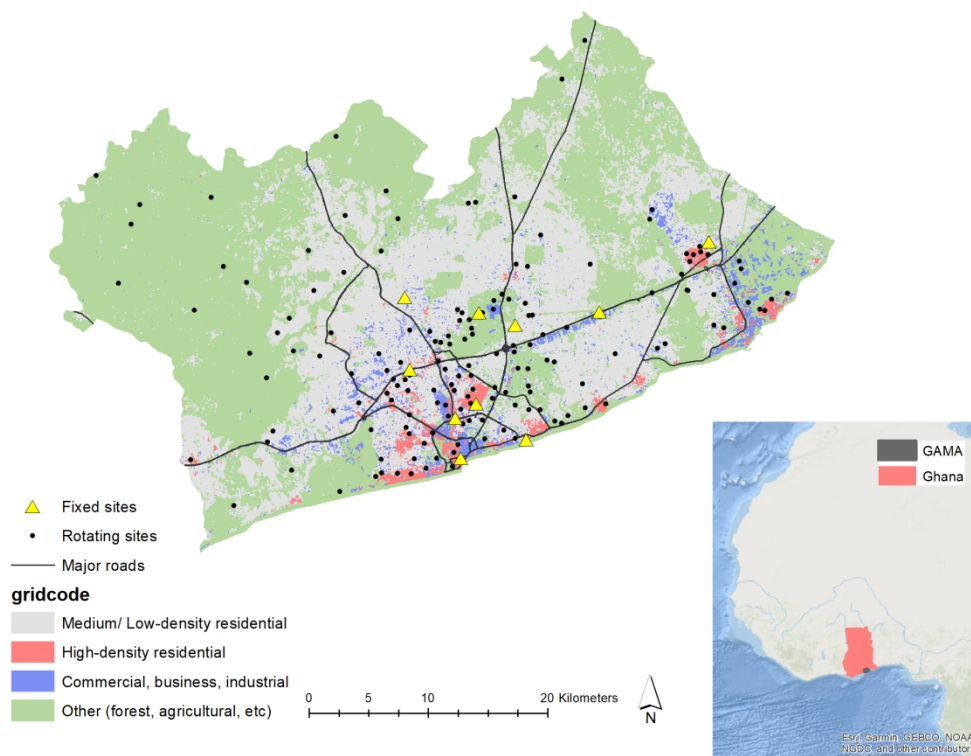 GAMA
Ghana
Fixed sites
Rotating sites
Major roads
gridcode
Medium/ Low-density residential
High-density residential
Commercial, business, industrial
Other (forest, agricultural, etc)
0 5 10 20 Kilometers
N
Esri, Garmin, GEBCO, NOAA
NGDC, and other contributor